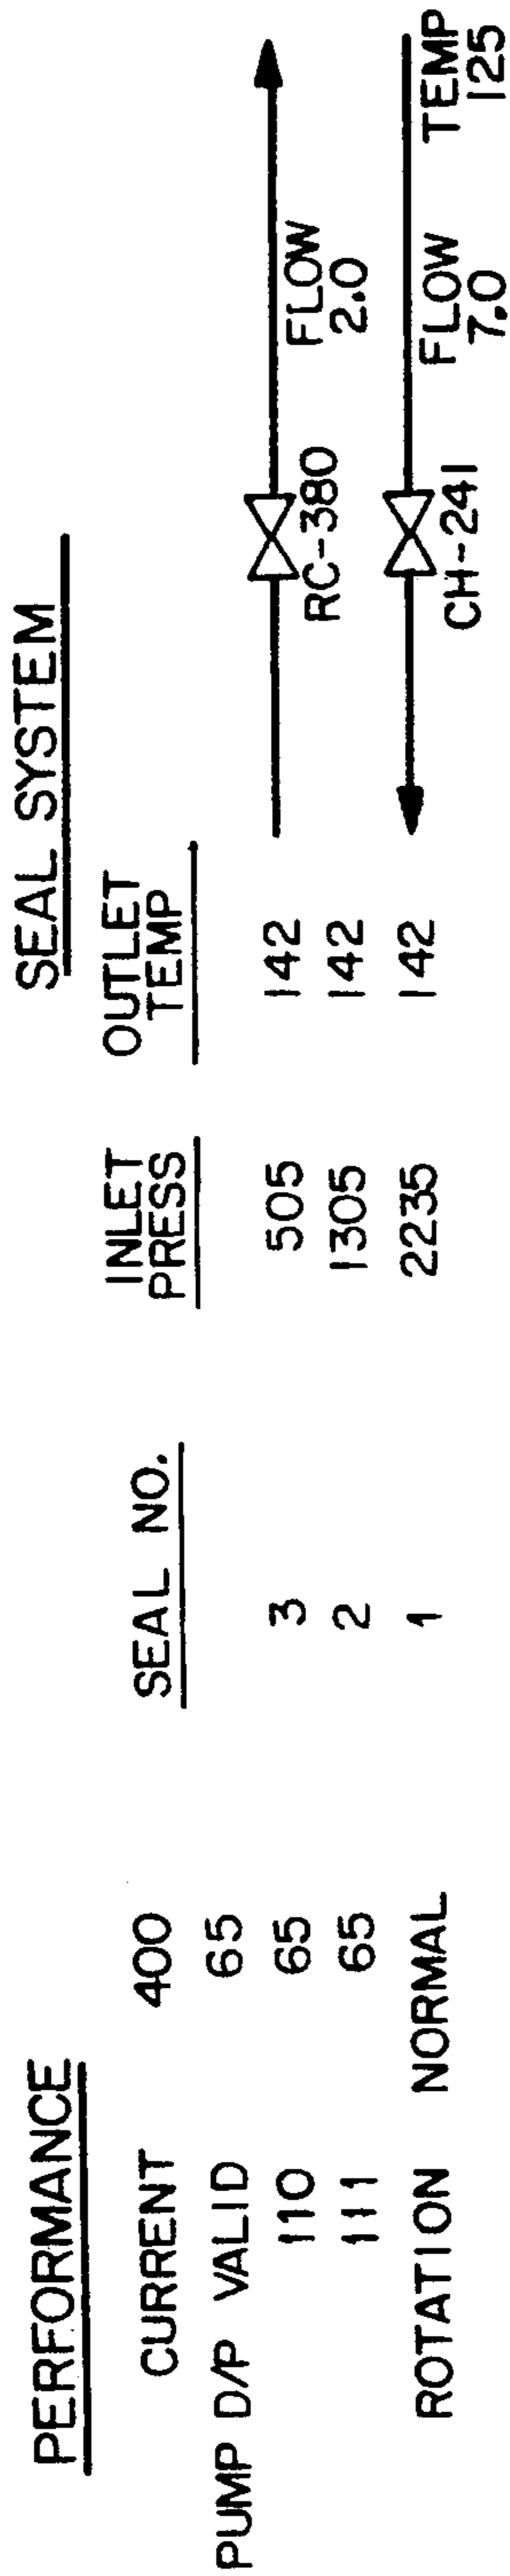 PERFORMANCE
CURRENT 400
PUMP D/P VALID 65
110 65
111 65
ROTATION NORMAL
SEAL SYSTEM
SEAL NO.
INLET PRESS
OUTLET TEMP
3 505 142
2 1305 142
1 2235 142
RC-380
FLOW
2.0
CH-241
FLOW
7.0
TEMP
125